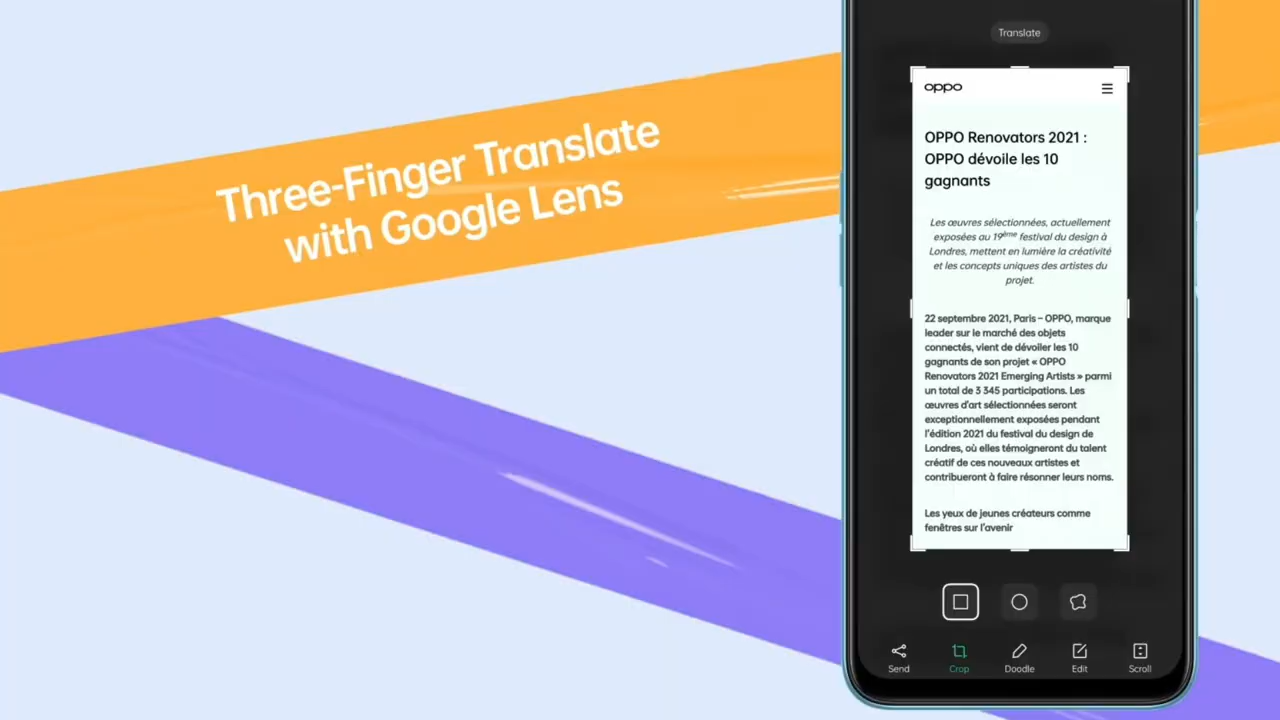 Three-Finger Translate
with Google Lens
Translate
oppo
OPPO Renovators 2021 :
OPPO dévoile les 10
gagnants
Les œuvres sélectionnées, actuellement
exposées au 19ème festival du design à
Londres, mettent en lumière la créativité
et les concepts uniques des artistes du
projet.
22 septembre 2021, Paris – OPPO, marque
leader sur le marché des objets
connectés, vient de dévoiler les 10
gagnants de son projet « OPPO
Renovators 2021 Emerging Artists » parmi
un total de 3 345 participations. Les
œuvres d'art sélectionnées seront
exceptionnellement exposées pendant
l'édition 2021 du festival du design de
Londres, où elles témoigneront du talent
créatif de ces nouveaux artistes et
contribueront à faire résonner leurs noms.
Les yeux de jeunes créateurs comme
fenêtres sur l'avenir
Send Crop Doodle Edit Scroll